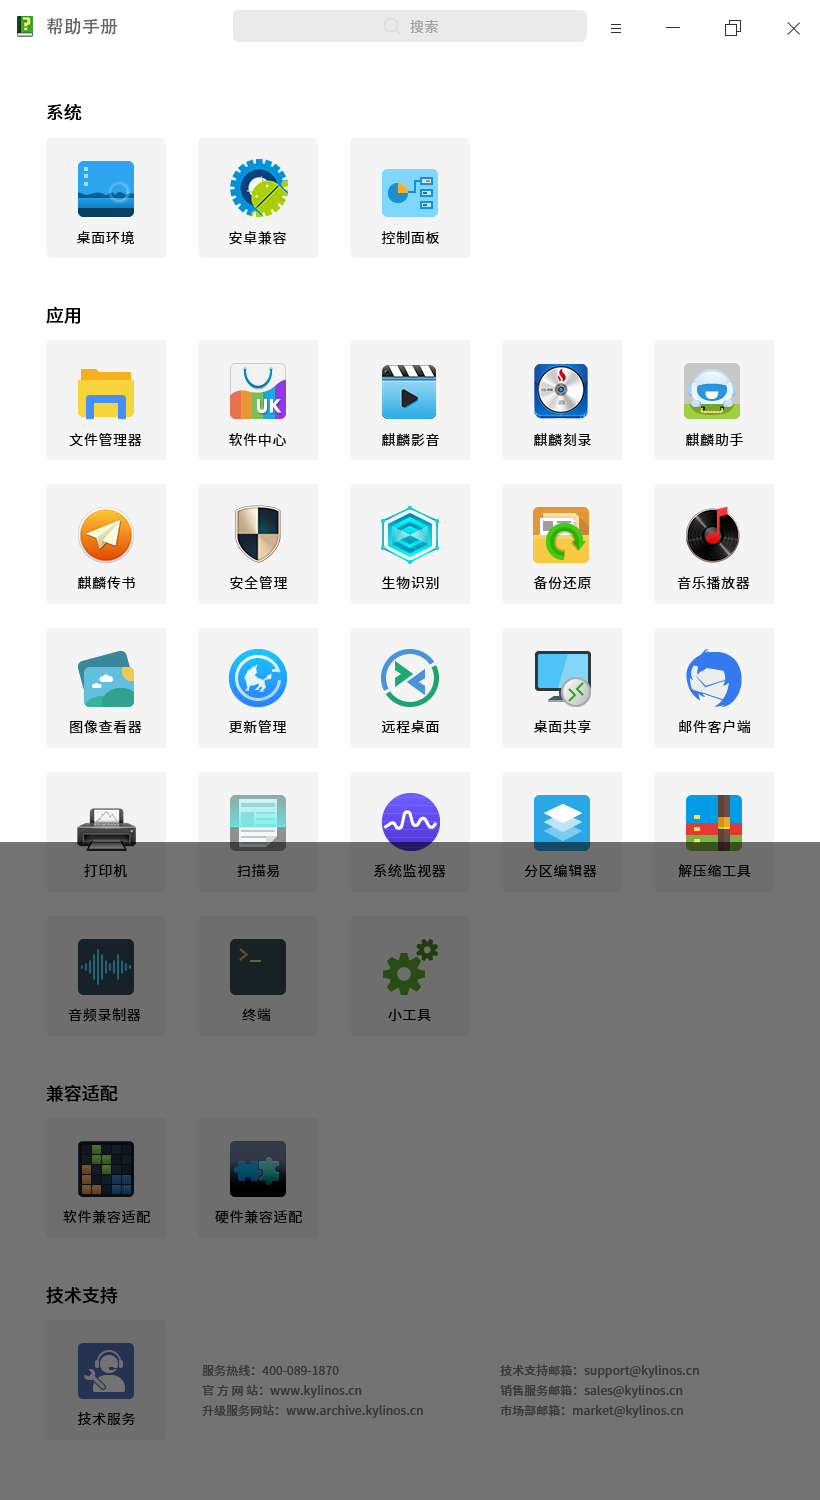 帮助手册
搜索
系统
桌面环境 安卓兼容 控制面板
应用
UK
文件管理器 软件中心 麒麟影音 麒麟刻录 麒麟助手
麒麟传书 安全管理 生物识别 备份还原 音乐播放器
图像查看器 更新管理 远程桌面 桌面共享 邮件客户端
打印机 扫描易 系统监视器 分区编辑器 解压缩工具
音频录制器 终端 小工具
兼容适配
软件兼容适配 硬件兼容适配
技术支持
服务热线：400-089-1870 技术支持邮箱：support@kylinos.cn
官 方 网 站：www.kylinos.cn 销售服务邮箱：sales@kylinos.cn
升级服务网站：www.archive.kylinos.cn 市场部邮箱：market@kylinos.cn
技术服务